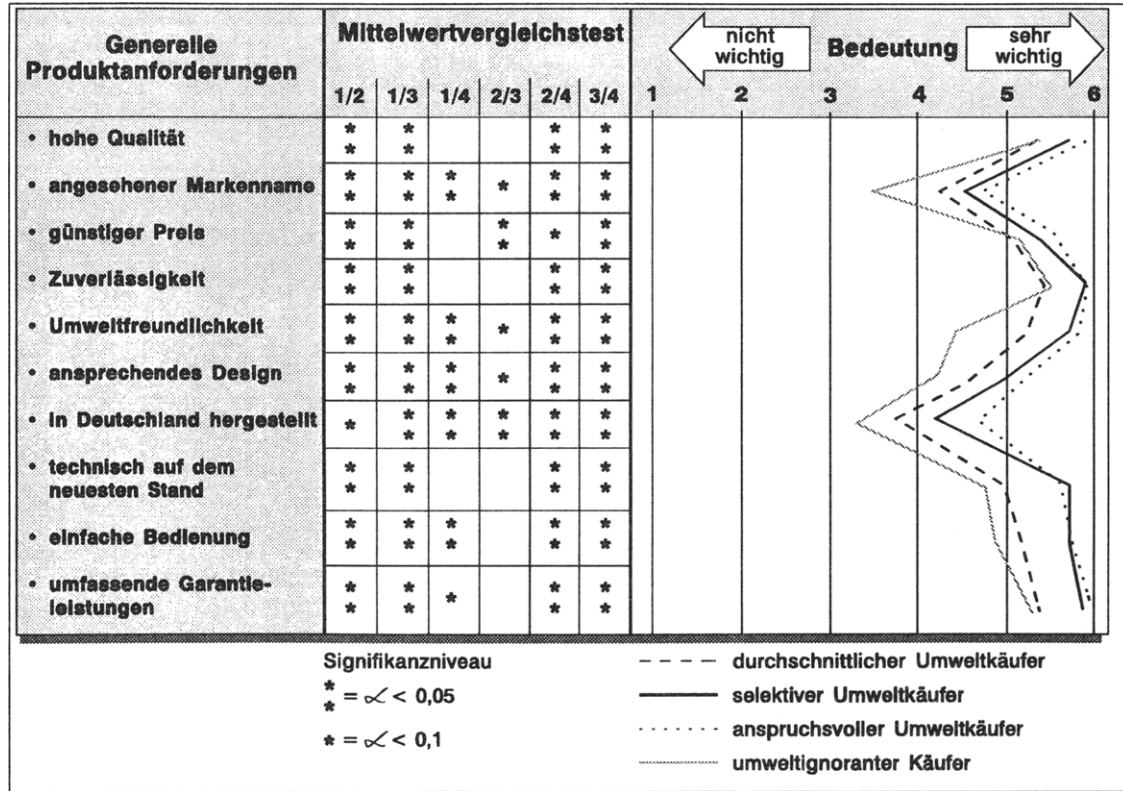 Generelle
Produktanforderungen
Mittelwertvergleichstest
nicht
wichtig
Bedeutung
sehr
wichtig
1/2 1/3 1/4 2/3 2/4 3/4
1 2 3 4 5 6
• hohe Qualität ** ** ** **
• angesehener Markenname ** ** ** * ** **
• günstiger Preis ** ** ** * **
• Zuverlässigkeit ** ** ** **
• Umweltfreundlichkeit ** ** ** * ** **
• ansprechendes Design ** ** ** * ** **
• in Deutschland hergestellt * ** ** ** ** **
• technisch auf dem
neuesten Stand ** ** ** **
• einfache Bedienung ** ** ** ** **
• umfassende Garantie-
leistungen ** ** * ** **
Signifikanzniveau
** = α < 0,05
* = α < 0,1
durchschnittlicher Umweltkäufer
selektiver Umweltkäufer
anspruchsvoller Umweltkäufer
umweltignoranter Käufer